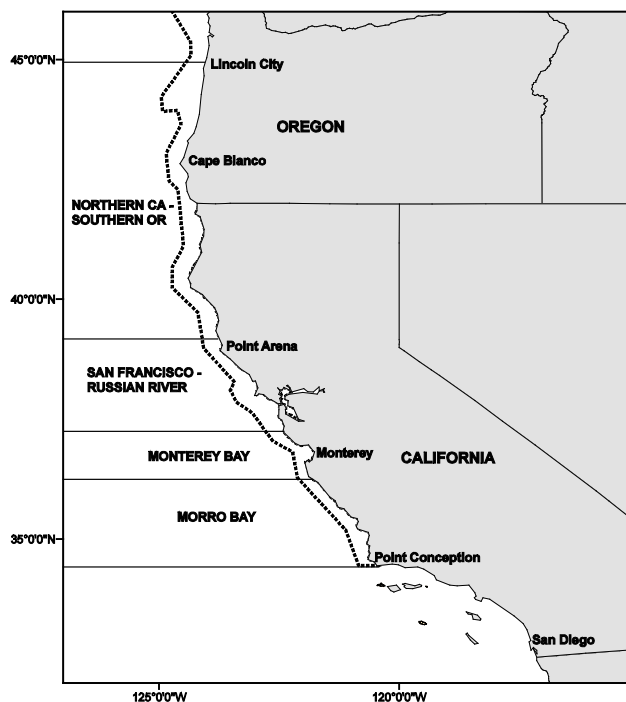 45°0'0"N
Lincoln City
OREGON
Cape Blanco
NORTHERN CA -
SOUTHERN OR
40°0'0"N
Point Arena
SAN FRANCISCO -
RUSSIAN RIVER
Monterey
MONTEREY BAY
CALIFORNIA
MORRO BAY
35°0'0"N
Point Conception
San Diego
125°0'0"W
120°0'0"W